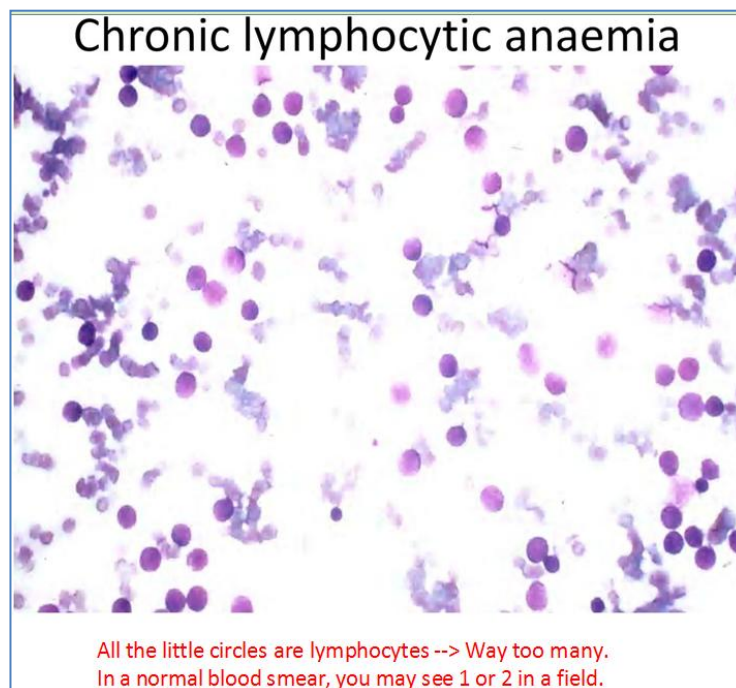 Chronic lymphocytic anaemia
All the little circles are lymphocytes --> Way too many.
In a normal blood smear, you may see 1 or 2 in a field.